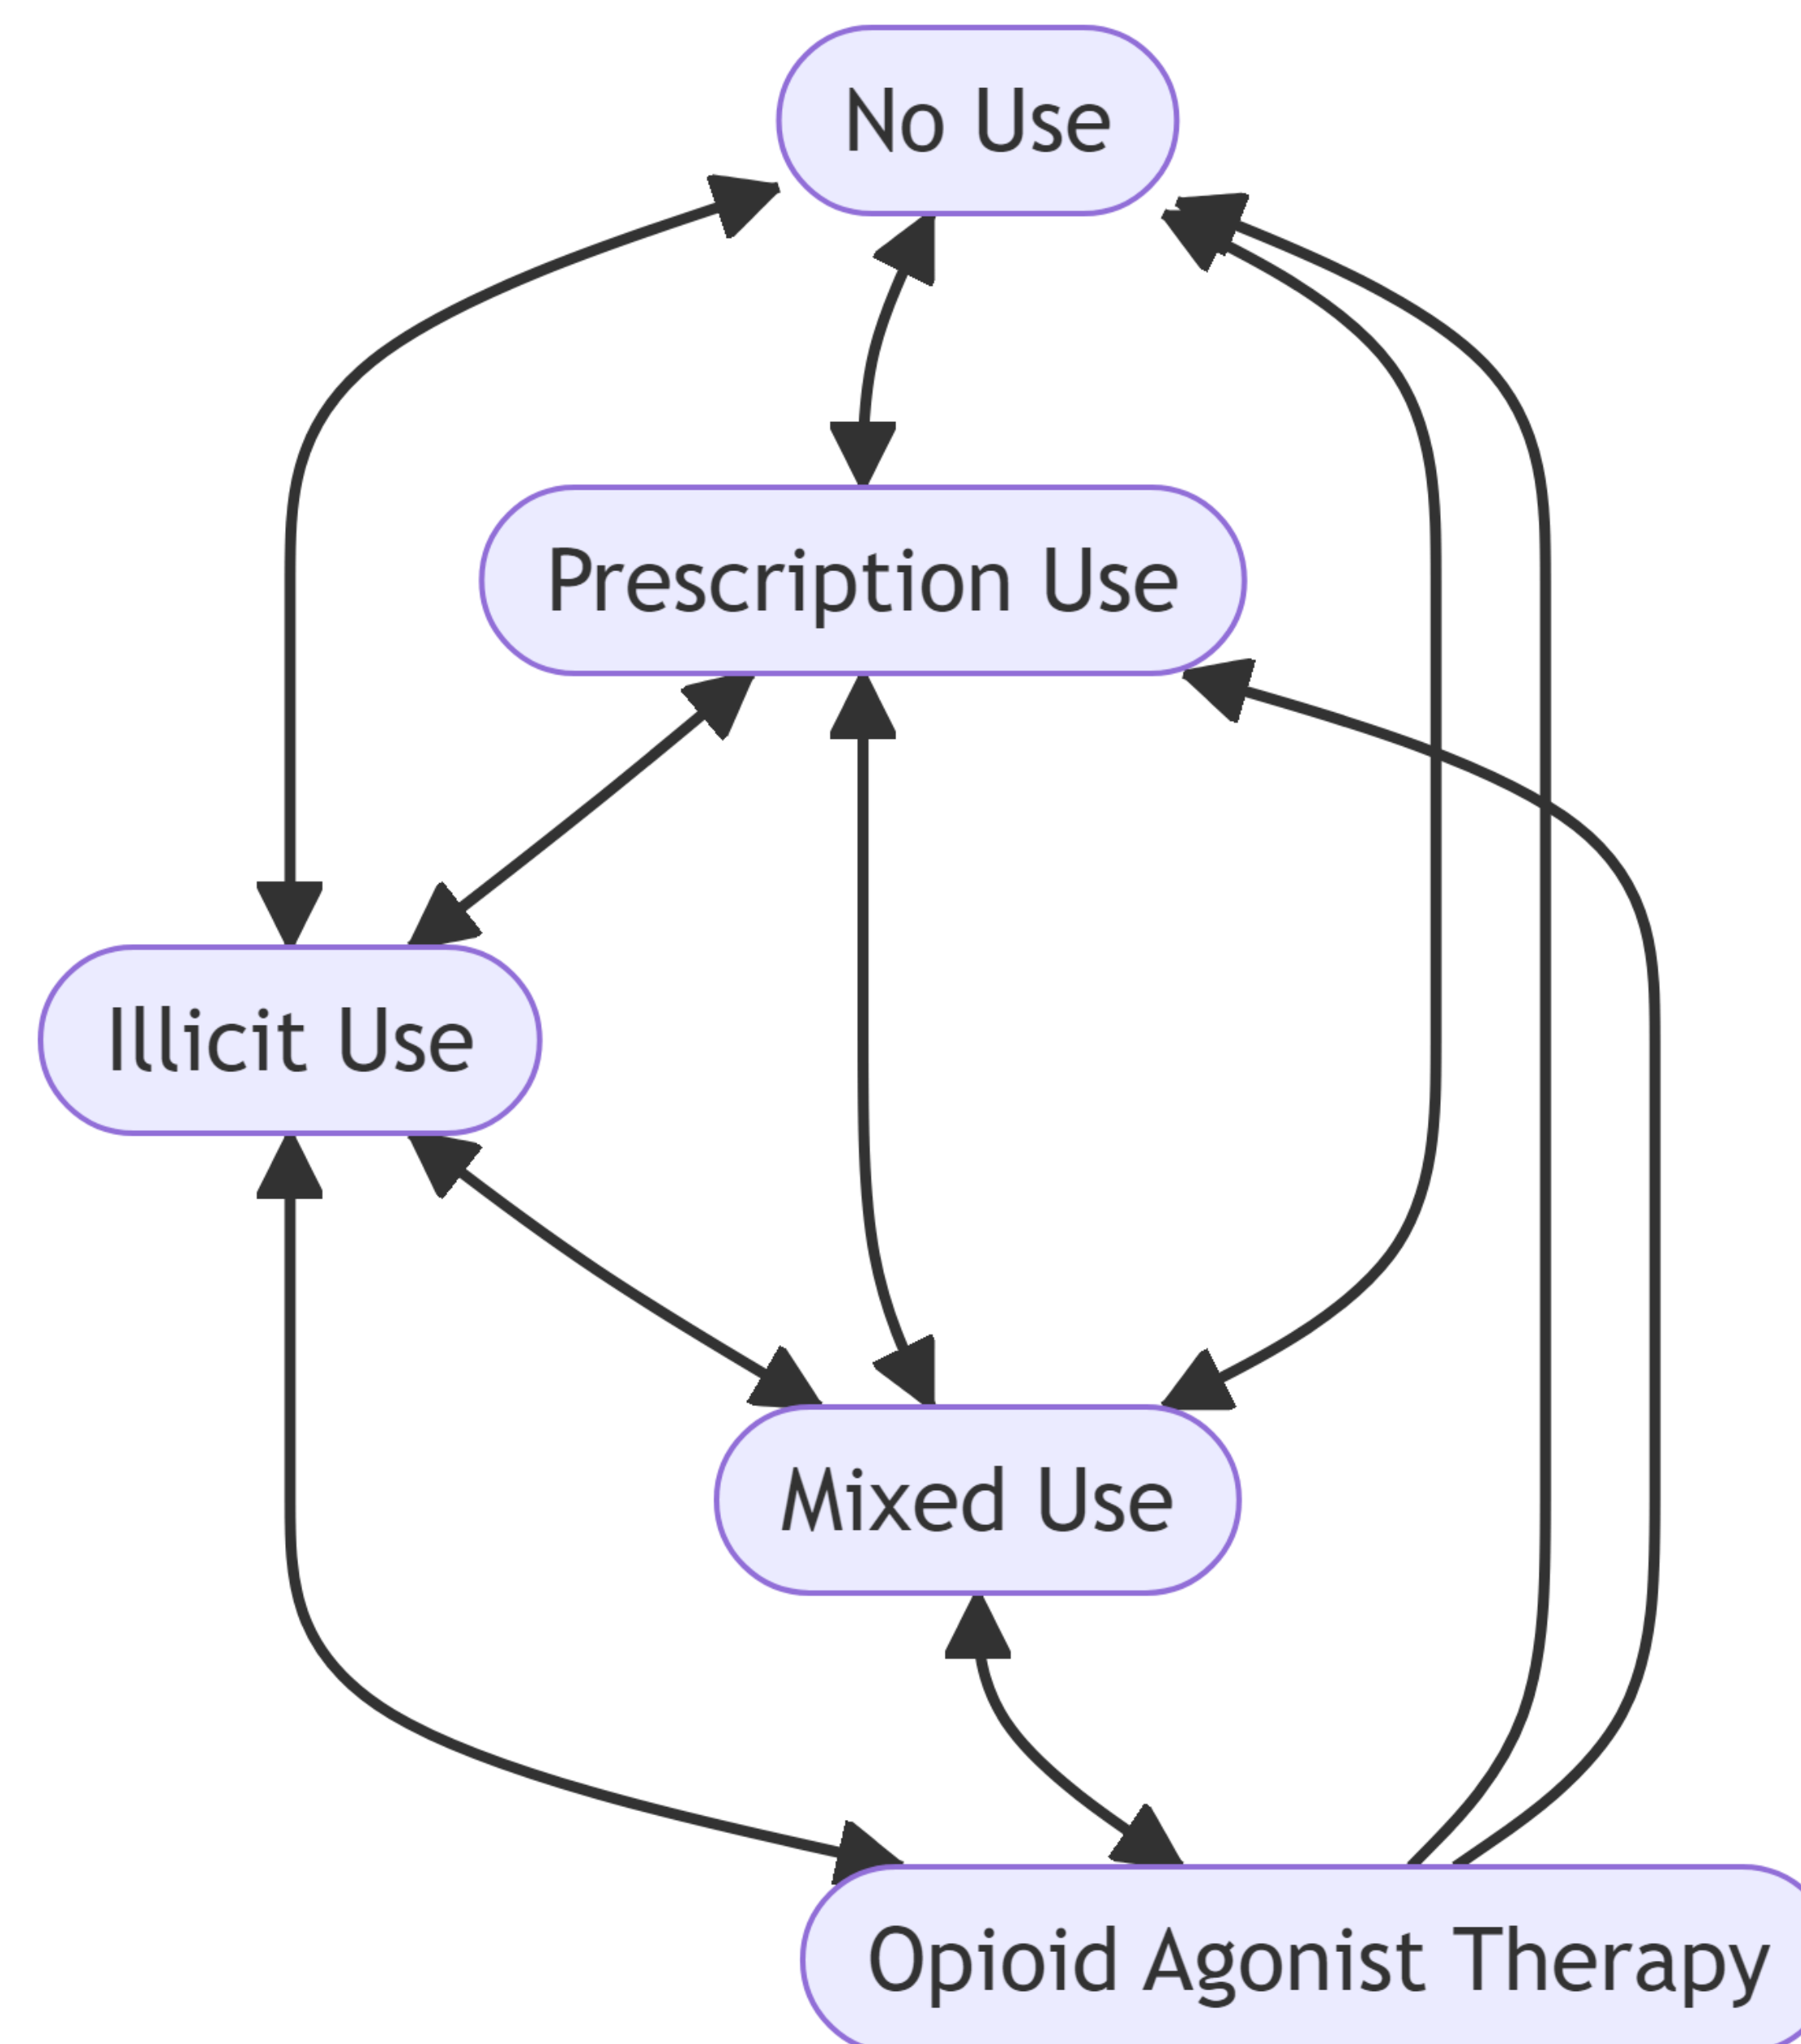 No Use
Prescription Use
Illicit Use
Mixed Use
Opioid Agonist Therapy